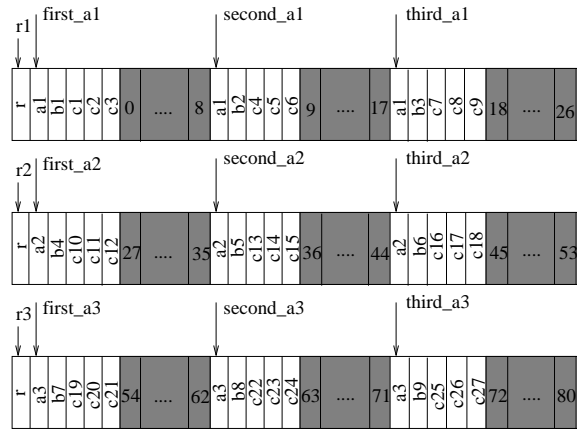 r1 first_a1 second_a1 third_a1
r a1 b1 c1 c2 c3 0 .... 8 a1 b2 c4 c5 c6 9 .... 17 a1 b3 c7 c8 c9 18 .... 26
r2 first_a2 second_a2 third_a2
r a2 b4 c10 c11 c12 27 .... 35 a2 b5 c13 c14 c15 36 .... 44 a2 b6 c16 c17 c18 45 .... 53
r3 first_a3 second_a3 third_a3
r a3 b7 c19 c20 c21 54 .... 62 a3 b8 c22 c23 c24 63 .... 71 a3 b9 c25 c26 c27 72 .... 80